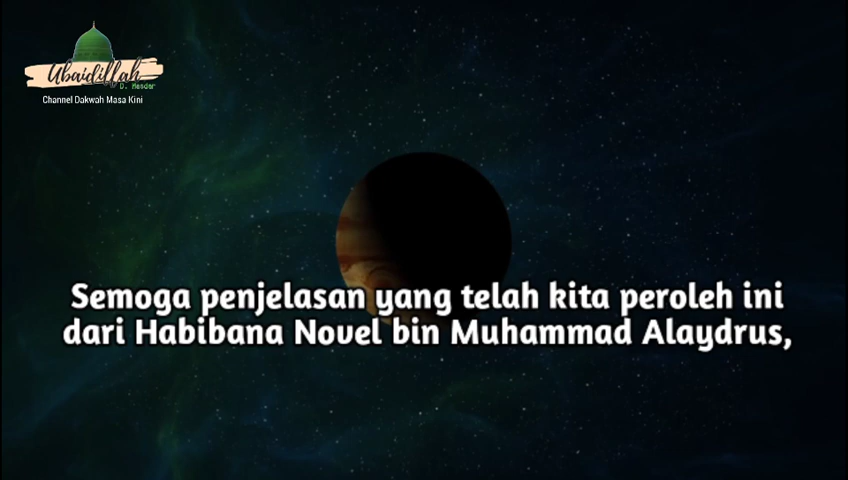 Ubaidillah
D. Mendar
Channel Dakwah Masa Kini
Semoga penjelasan yang telah kita peroleh ini
dari Habibana Novel bin Muhammad Alaydrus,